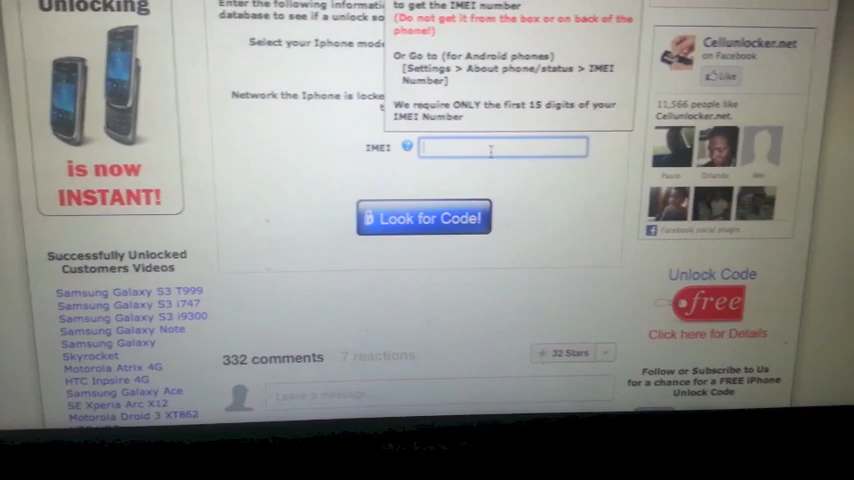 Unlocking
is now
INSTANT!
Successfully Unlocked
Customers Videos
Samsung Galaxy S3 T999
Samsung Galaxy S3 i747
Samsung Galaxy S3 i9300
Samsung Galaxy Note
Samsung Galaxy
Skyrocket
Motorola Atrix 4G
HTC Inpsire 4G
Samsung Galaxy Ace
SE Xperia Arc X12
Motorola Droid 3 XT862
Enter the following informati
database to see if a unlock so
Select your Iphone mode
Network the Iphone is locke
to get the IMEI number
(Do not get it from the box or on back of the
phone!)
Or Go to (for Android phones)
[Settings > About phone/status > IMEI
Number]
We require ONLY the first 15 digits of your
IMEI Number
IMEI ?
Look for Code!
332 comments 7 reactions
32 Stars
Leave a message...
Cellunlocker.net
on Facebook
Like
11,566 people like
Cellunlocker.net.
Paulo Orlando Wei
Facebook social plugin
Unlock Code
free
Click here for Details
Follow or Subscribe to Us
for a chance for a FREE iPhone
Unlock Code